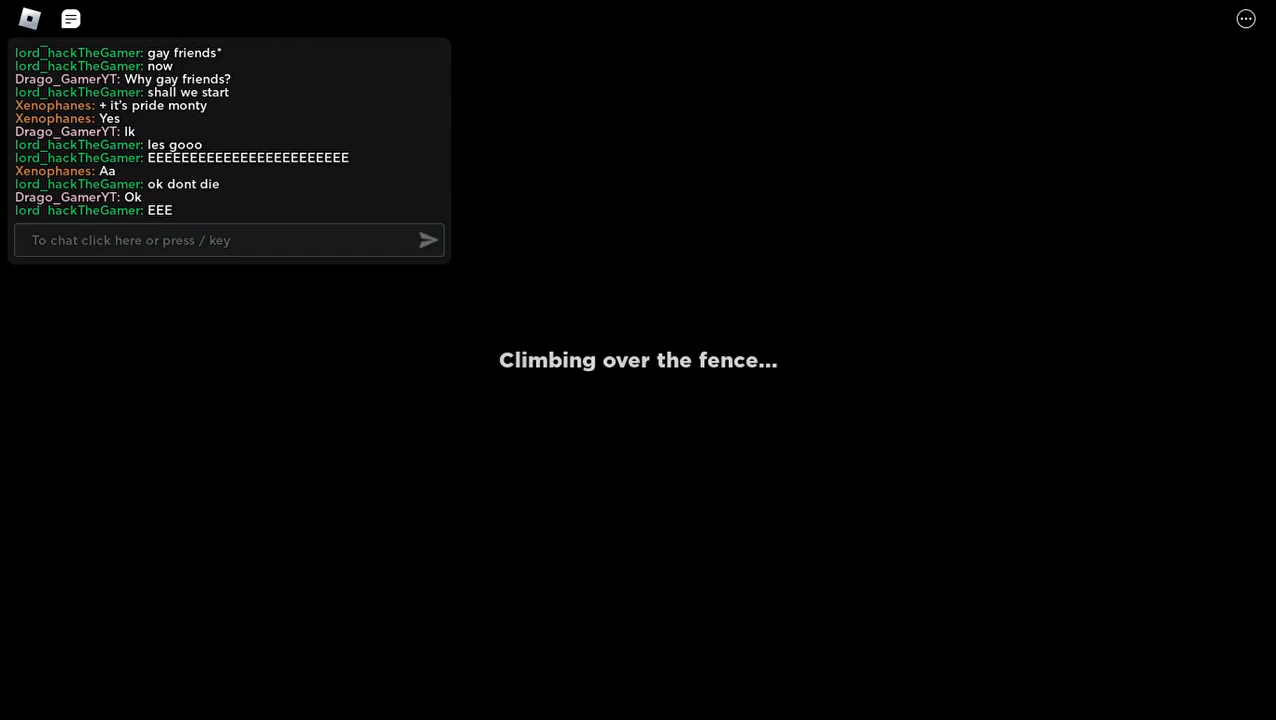 lord_hackTheGamer: gay friends*
lord_hackTheGamer: now
Drago_GamerYT: Why gay friends?
lord_hackTheGamer: shall we start
Xenophanes: + it's pride monty
Xenophanes: Yes
Drago_GamerYT: Ik
lord_hackTheGamer: les gooo
lord_hackTheGamer: EEEEEEEEEEEEEEEEEEEEEEEE
Xenophanes: Aa
lord_hackTheGamer: ok dont die
Drago_GamerYT: Ok
lord_hackTheGamer: EEE
To chat click here or press / key
Climbing over the fence...